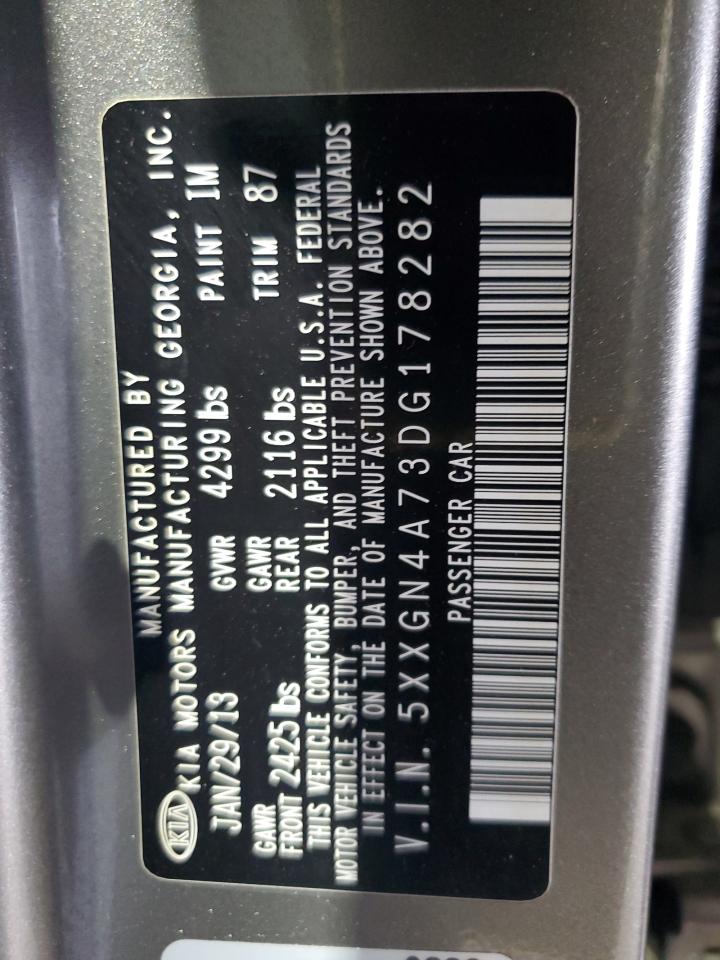 MANUFACTURED BY
KIA KIA MOTORS MANUFACTURING GEORGIA, INC.
JAN/29/13 GVWR 4299 lbs PAINT IM
GAWR FRONT 2425 lbs GAWR REAR 2116 lbs TRIM 87
THIS VEHICLE CONFORMS TO ALL APPLICABLE U.S.A. FEDERAL
MOTOR VEHICLE SAFETY, BUMPER, AND THEFT PREVENTION STANDARDS
IN EFFECT ON THE DATE OF MANUFACTURE SHOWN ABOVE.
V.I.N. 5XXGN4A73DG178282
PASSENGER CAR